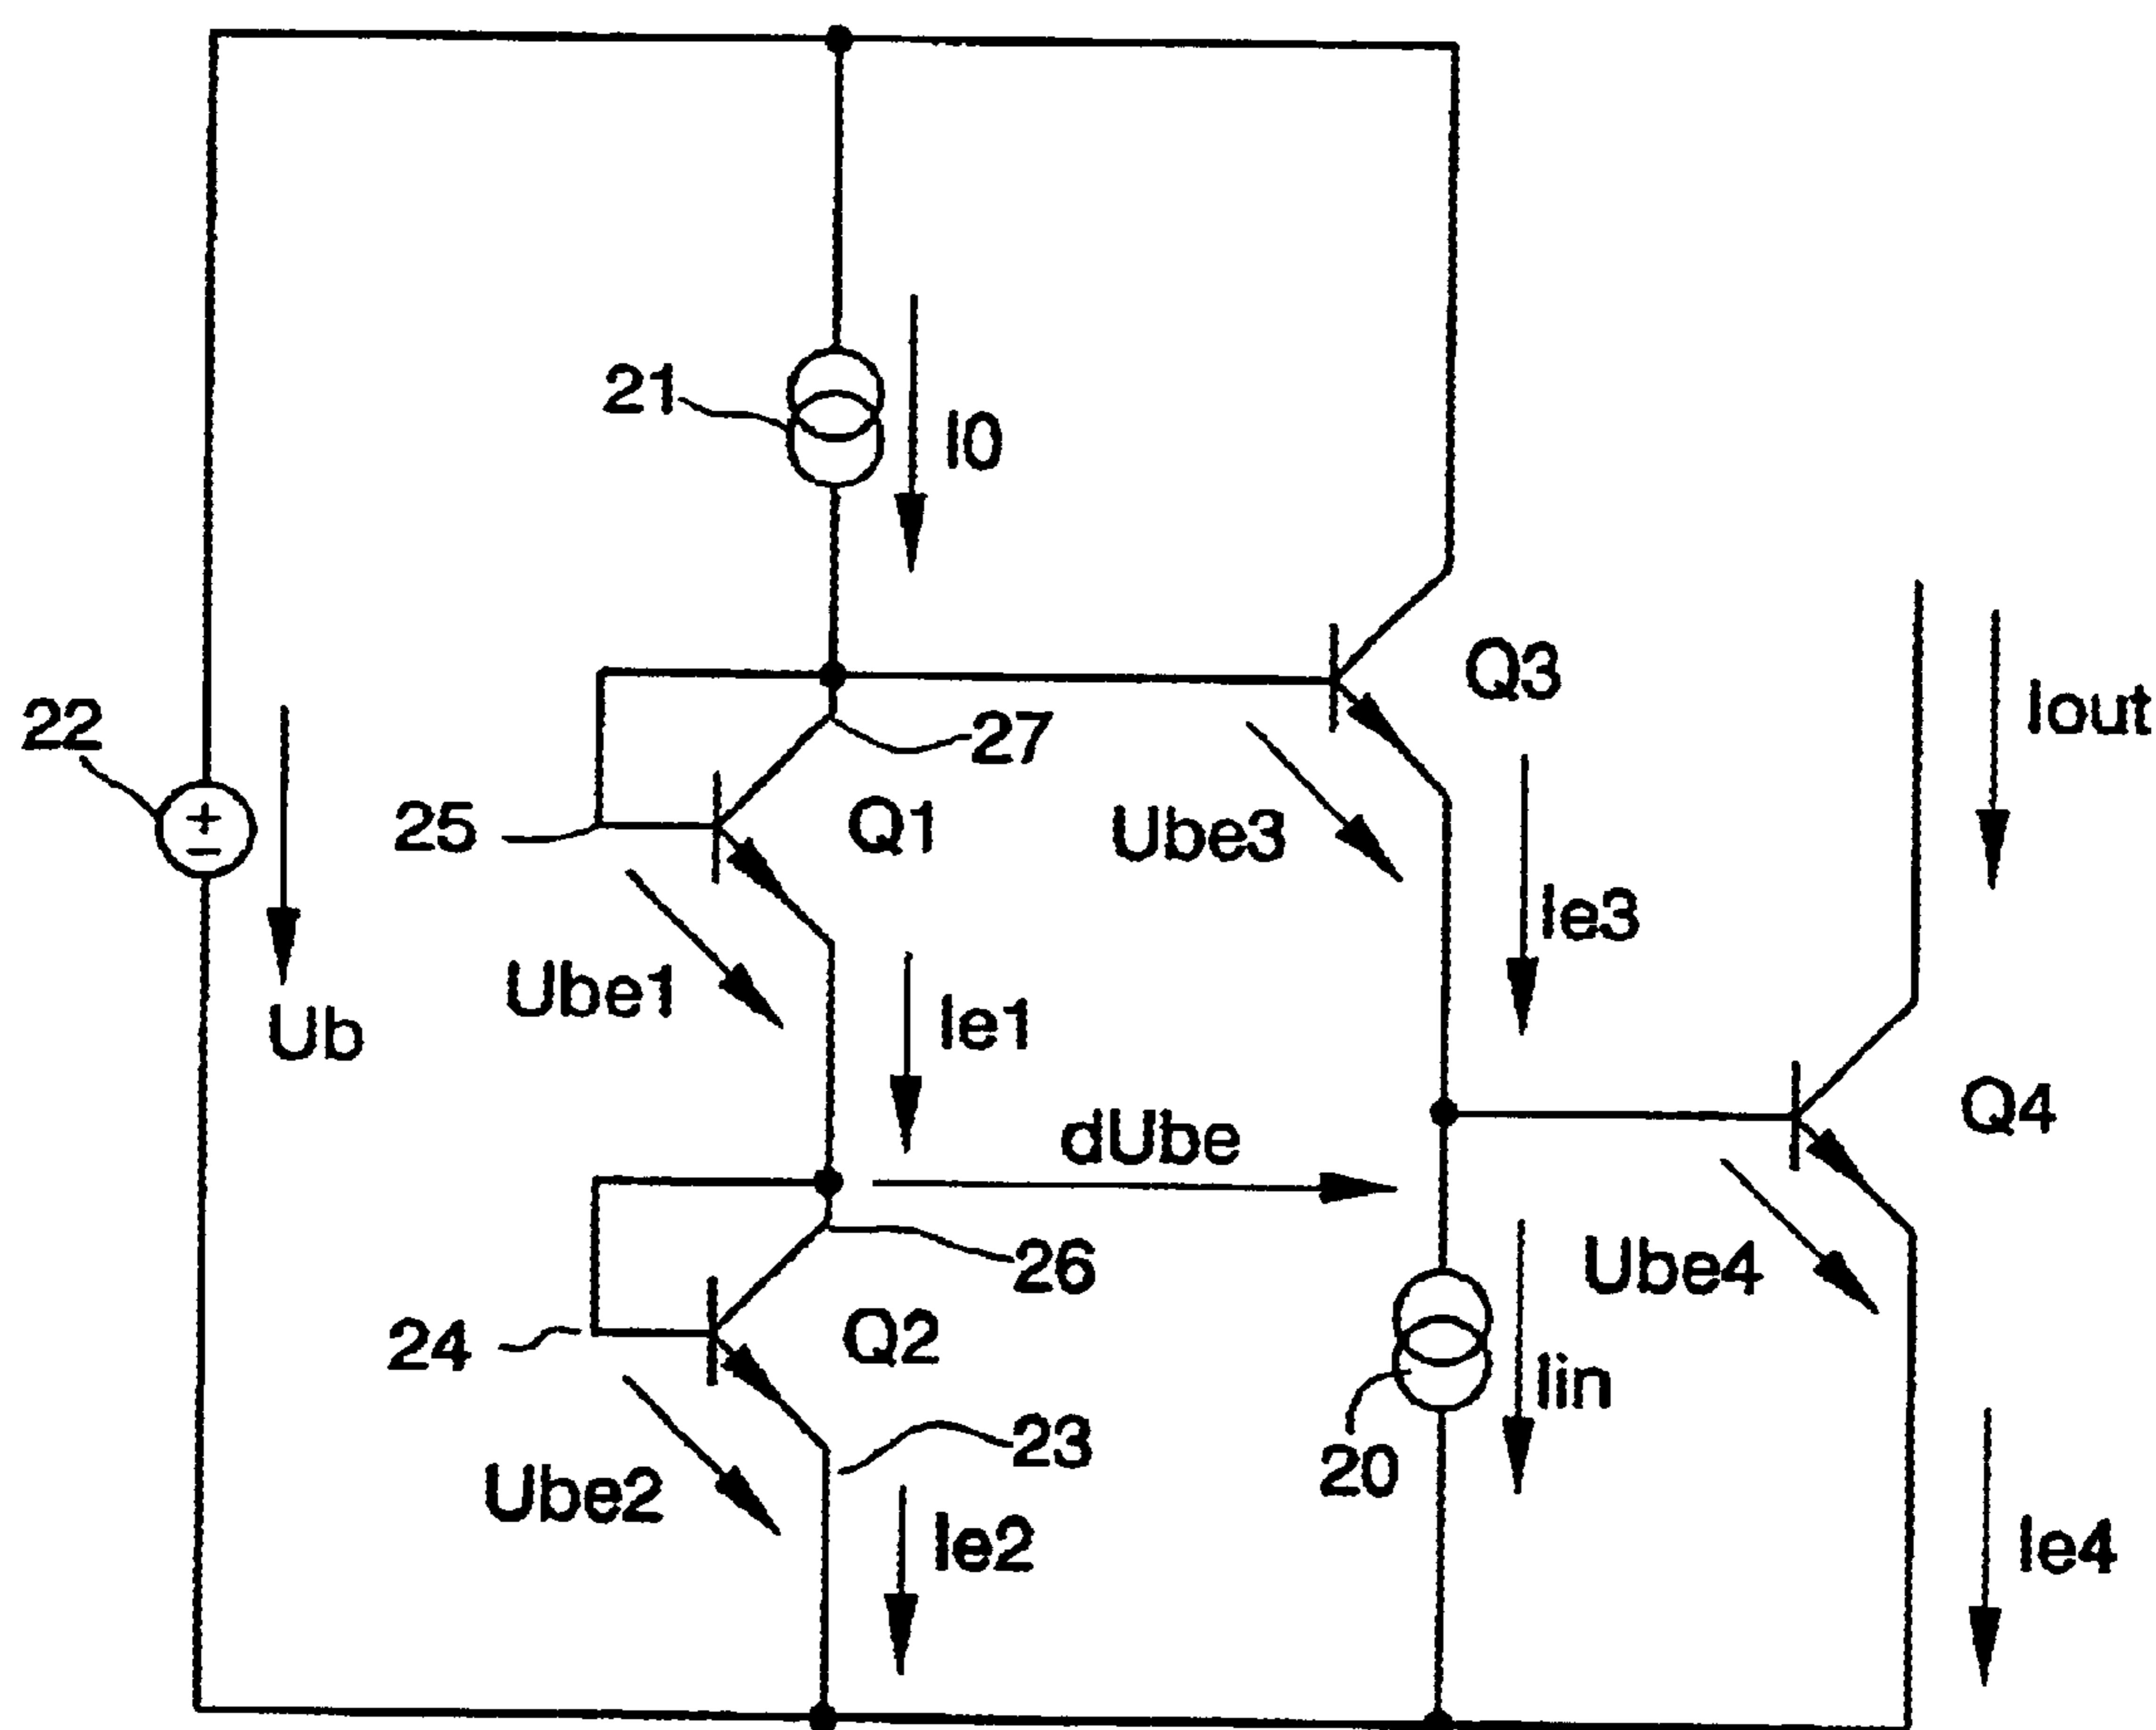 21
I0
22
Q3
Iout
27
25
Q1
Ube3
Ie3
Ube1
Ub
Ie1
dUbe
Q4
26
Ube4
24
Q2
Iin
23
20
Ube2
Ie2
Ie4
+
−